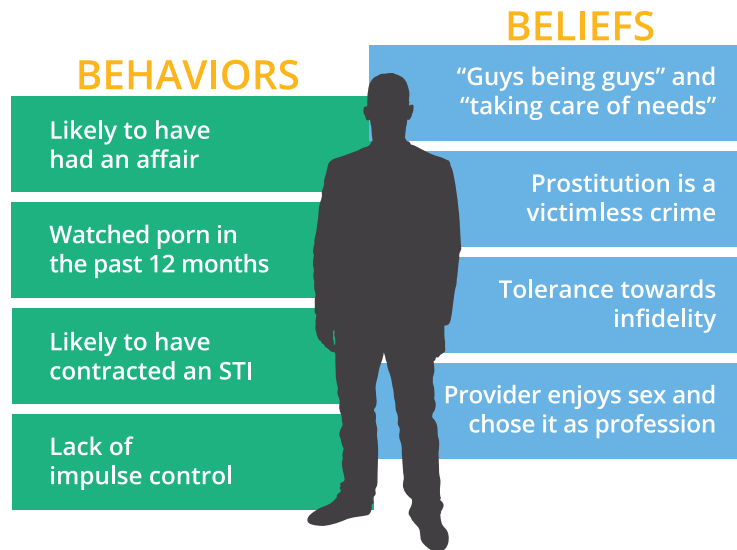 BEHAVIORS
Likely to have
had an affair
Watched porn in
the past 12 months
Likely to have
contracted an STI
Lack of
impulse control
BELIEFS
“Guys being guys” and
“taking care of needs”
Prostitution is a
victimless crime
Tolerance towards
infidelity
Provider enjoys sex and
chose it as profession